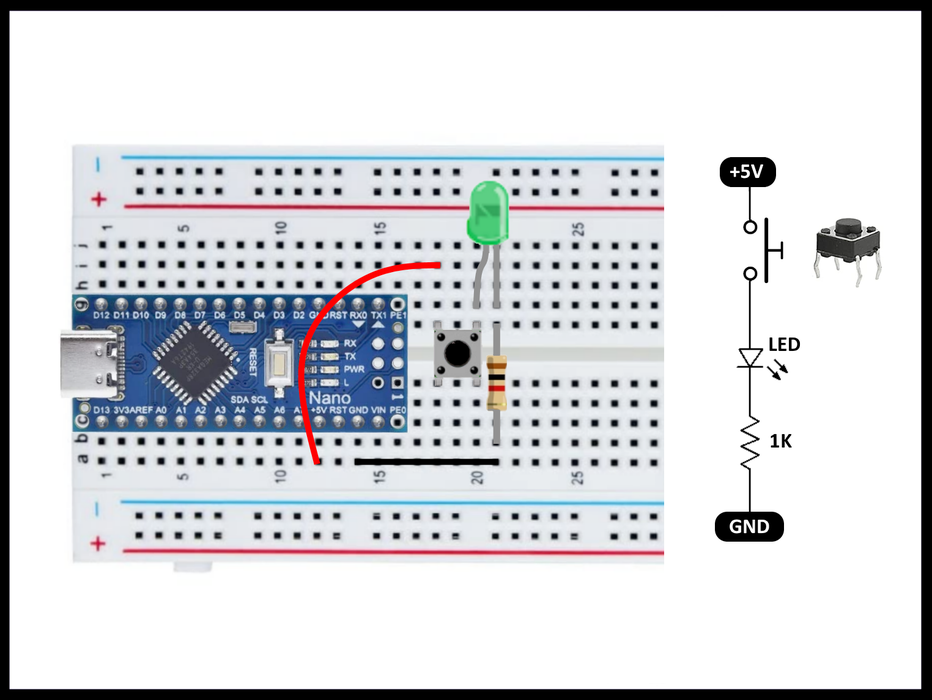 − −
+
1 5 10 15 25
j
i
h
g
D12 D11 D10 D9 D8 D7 D6 D5 D4 D3 D2 GND RST RX0 TX1 PE1
RESET
RX
TX
PWR
L
1
Nano
SDA SCL
D13 3V3 AREF A0 A1 A2 A3 A4 A5 A6 A7 +5V RST GND VIN PE0
c
b
a
1 5 10 15 20 25
−
+
+5V
LED
1K
GND